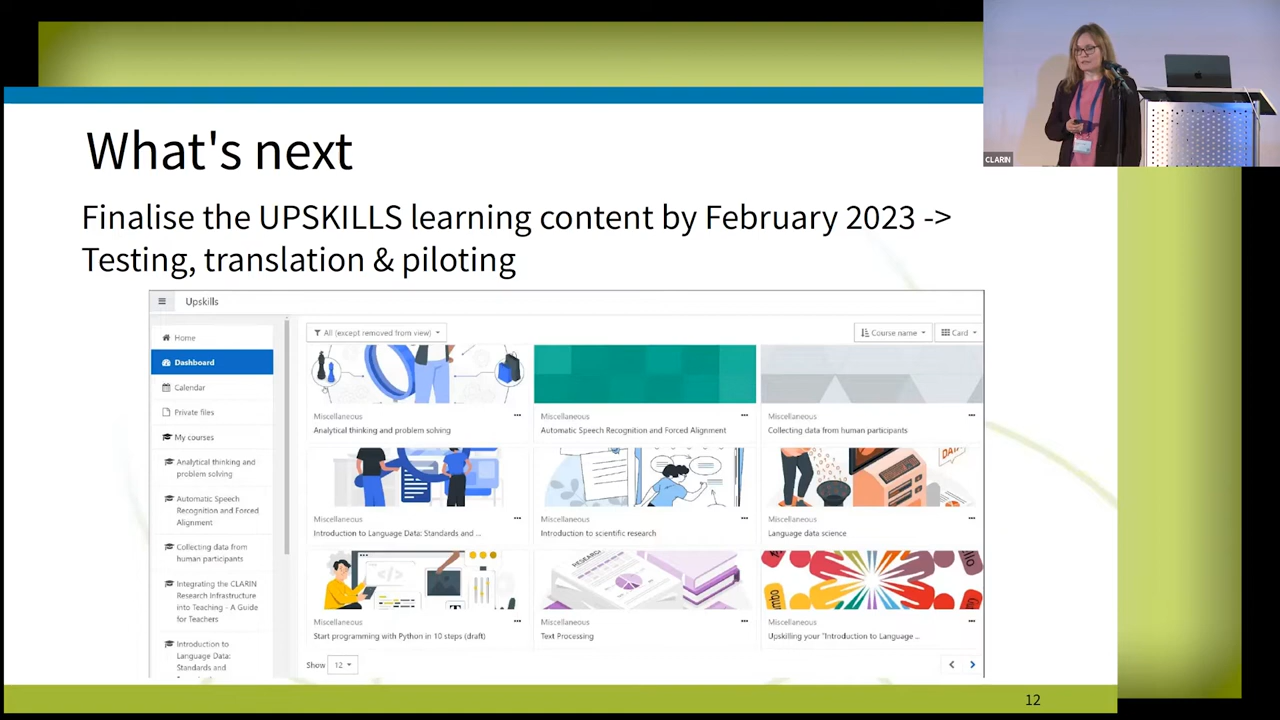 What's next
Finalise the UPSKILLS learning content by February 2023 ->
Testing, translation & piloting
CLARIN
Upskills
Home
Dashboard
Calendar
Private files
My courses
Analytical thinking and
problem solving
Automatic Speech
Recognition and Forced
Alignment
Collecting data from
human participants
Integrating the CLARIN
Research Infrastructure
into Teaching - A Guide
for Teachers
Introduction to
Language Data:
Standards and
All (except removed from view)
Course name
Card
Miscellaneous
Analytical thinking and problem solving
Miscellaneous
Automatic Speech Recognition and Forced Alignment
Miscellaneous
Collecting data from human participants
Miscellaneous
Introduction to Language Data: Standards and ...
Miscellaneous
Introduction to scientific research
DATA
Miscellaneous
Language data science
Miscellaneous
Start programming with Python in 10 steps (draft)
RESEARCH
Miscellaneous
Text Processing
Miscellaneous
Upskilling your "Introduction to Language ...
Show
12
12